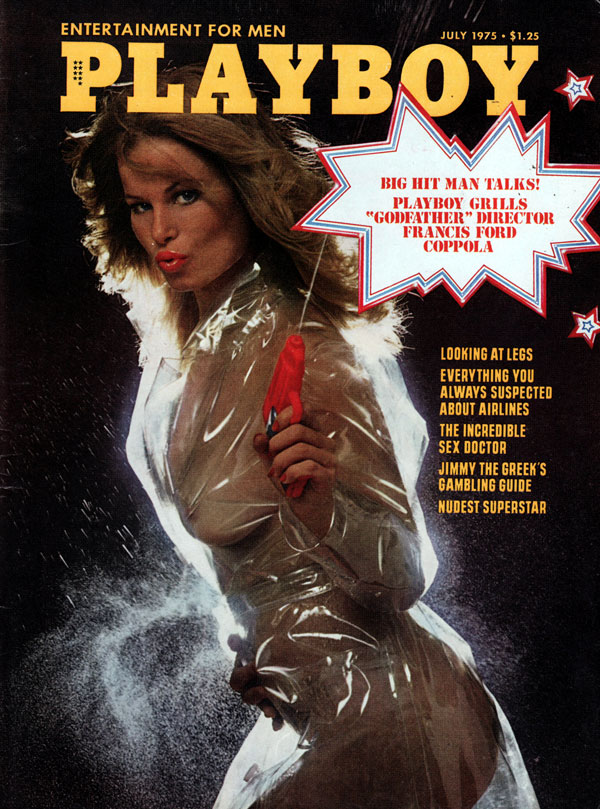 ENTERTAINMENT FOR MEN
JULY 1975 • $1.25
PLAYBOY
BIG HIT MAN TALKS!
PLAYBOY GRILLS
"GODFATHER" DIRECTOR
FRANCIS FORD
COPPOLA
LOOKING AT LEGS
EVERYTHING YOU
ALWAYS SUSPECTED
ABOUT AIRLINES
THE INCREDIBLE
SEX DOCTOR
JIMMY THE GREEK'S
GAMBLING GUIDE
NUDEST SUPERSTAR